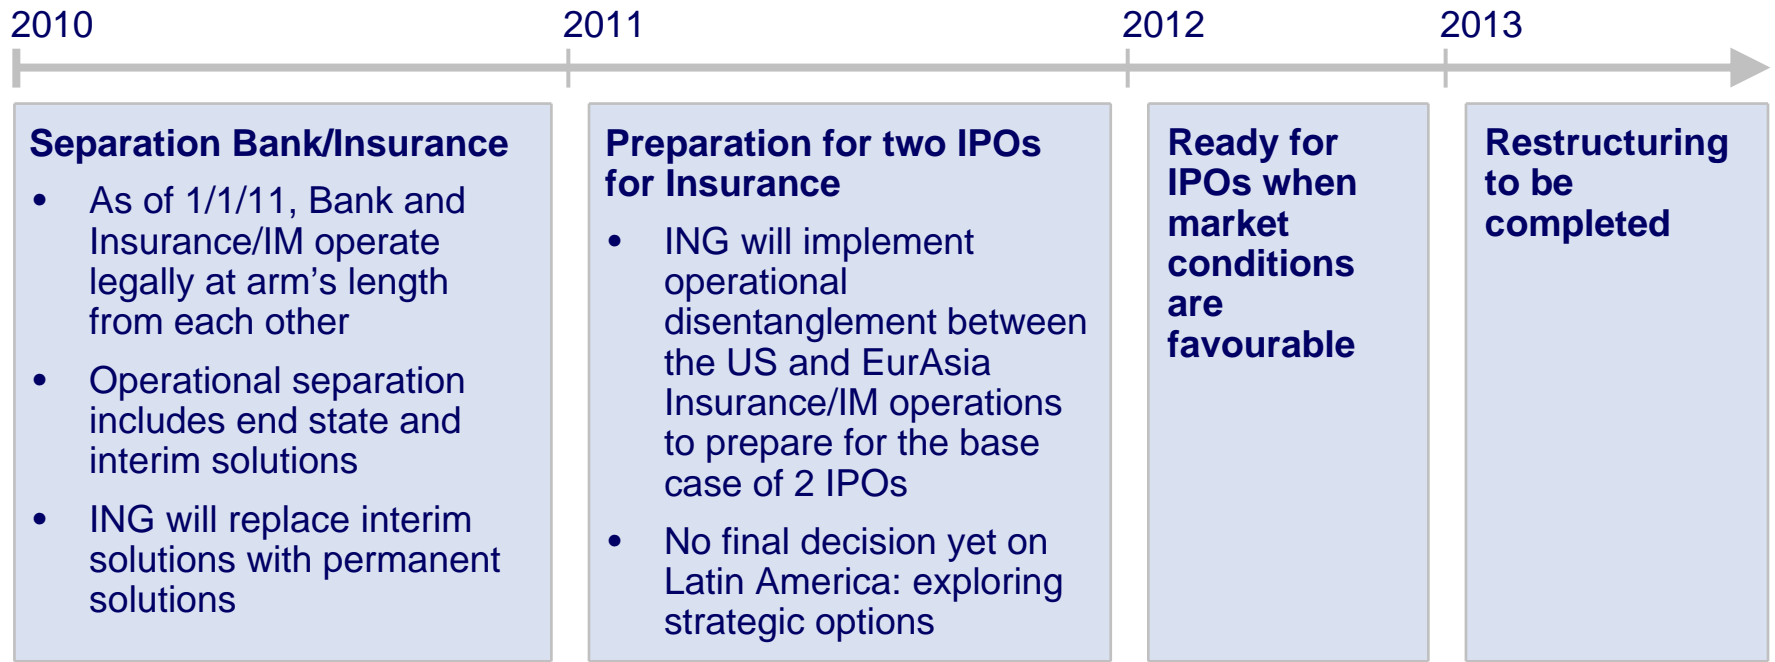 2010
2011
2012
2013
Separation Bank/Insurance
• As of 1/1/11, Bank and
Insurance/IM operate
legally at arm's length
from each other
• Operational separation
includes end state and
interim solutions
• ING will replace interim
solutions with permanent
solutions
Preparation for two IPOs
for Insurance
• ING will implement
operational
disentanglement between
the US and EurAsia
Insurance/IM operations
to prepare for the base
case of 2 IPOs
• No final decision yet on
Latin America: exploring
strategic options
Ready for
IPOs when
market
conditions
are
favourable
Restructuring
to be
completed